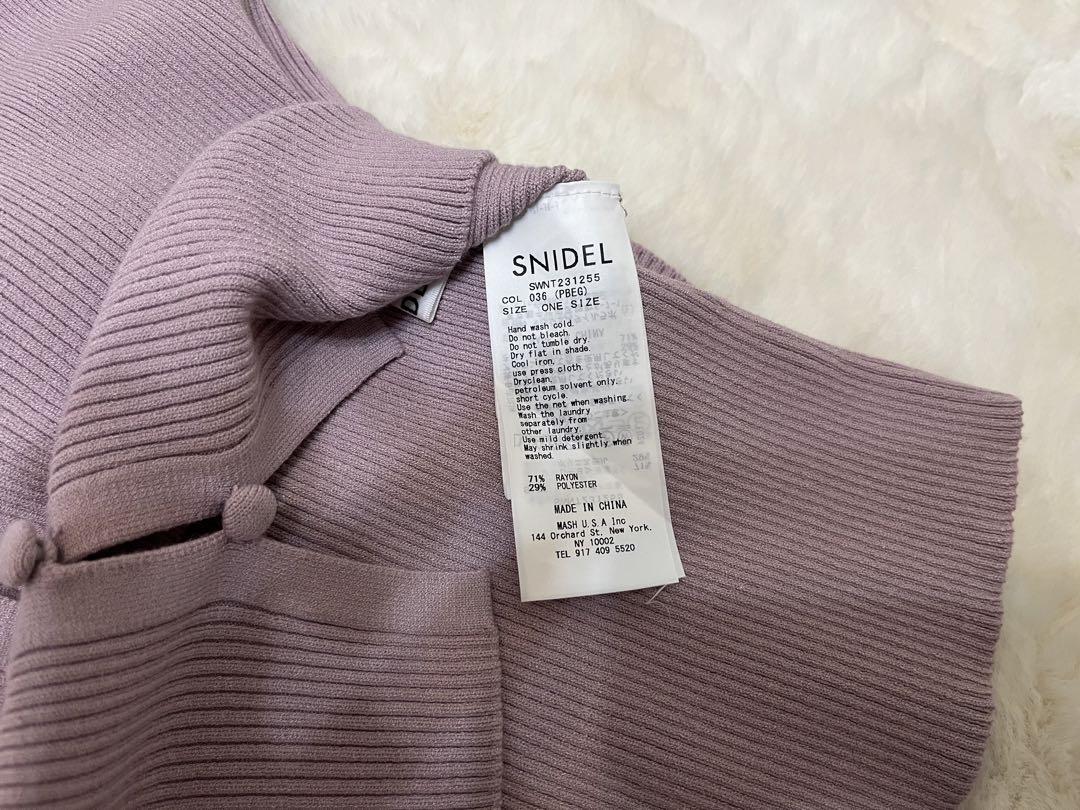 SNIDEL
SWNT231255
COL 036 (PBEG)
SIZE ONE SIZE
Hand wash cold.
Do not bleach.
Do not tumble dry.
Dry flat in shade.
Cool iron,
use press cloth.
Dryclean,
petroleum solvent only,
short cycle.
Use the net when washing.
Wash the laundry
separately from
other laundry.
Use mild detergent.
May shrink slightly when
washed.
71% RAYON
29% POLYESTER
MADE IN CHINA
MASH U.S.A Inc
144 Orchard St, New York,
NY 10002
TEL 917 409 5520